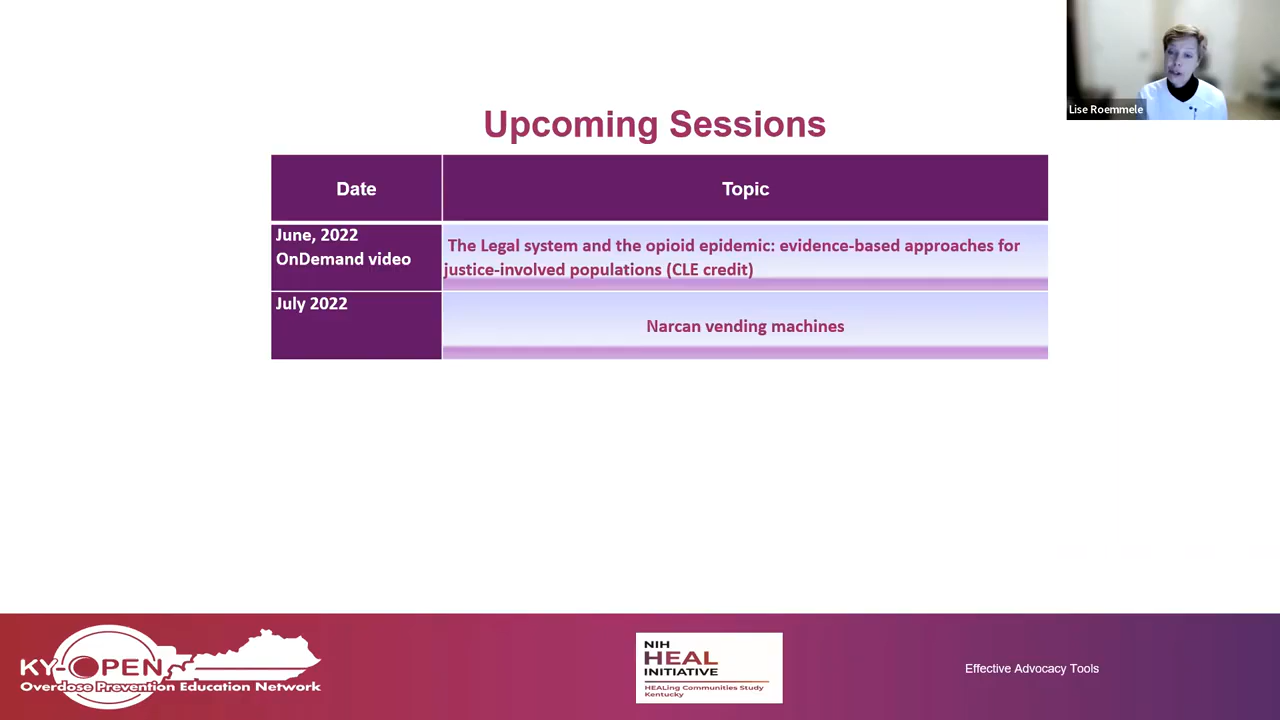 Lise Roemmele
Upcoming Sessions
Date
Topic
June, 2022
OnDemand video
The Legal system and the opioid epidemic: evidence-based approaches for
justice-involved populations (CLE credit)
July 2022
Narcan vending machines
KY-OPEN
Overdose Prevention Education Network
NIH
HEAL
INITIATIVE
HEALing Communities Study
Kentucky
Effective Advocacy Tools